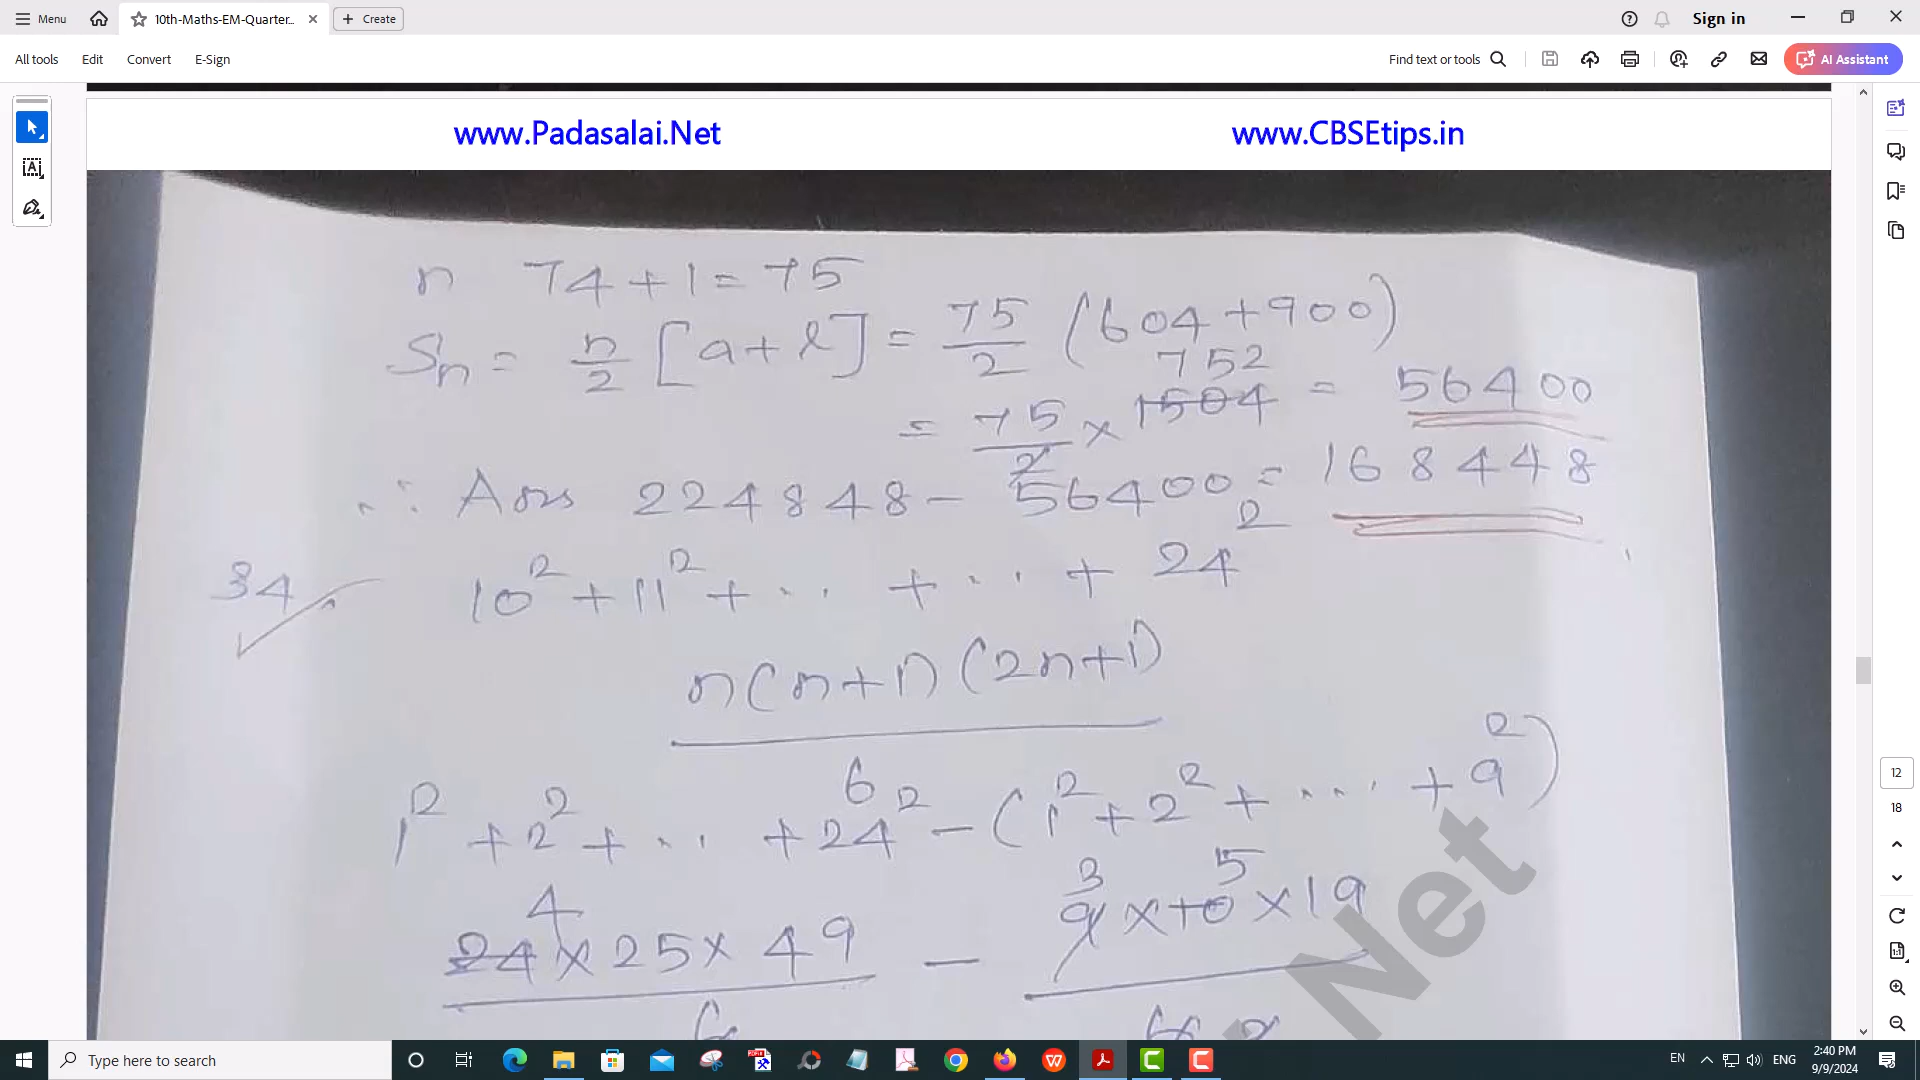 Menu 10th-Maths-EM-Quarter... Create Sign in
All tools Edit Convert E-Sign Find text or tools AI Assistant
www.Padasalai.Net www.CBSEtips.in
n 74+1=75
Sn = n/2 [a+l] = 75/2 (604+900)
= 75/2 × 1504 752 = 56400
∴ Ans 224848 - 56400 = 168448
34. 10² + 11² + .. + ... + 24²
n(n+1)(2n+1)
6
1² + 2² + ... + 24² - (1² + 2² + .... + 9²)
4 3 5
24 × 25 × 49 - 9 × 10 × 19
6
Net
12
18
Type here to search EN ENG 2:40 PM
9/9/2024